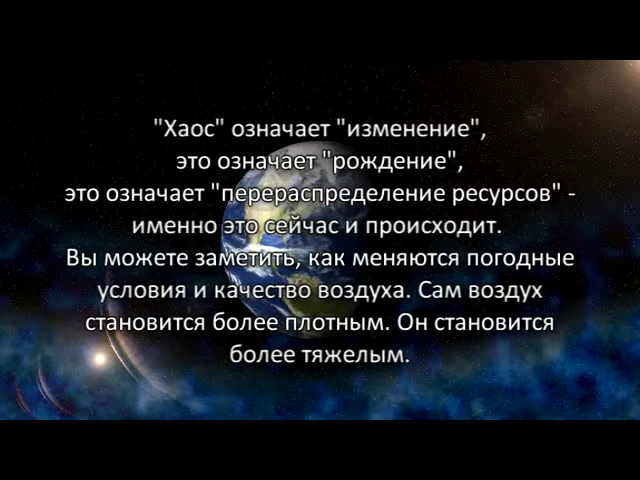 "Хаос" означает "изменение",
это означает "рождение",
это означает "перераспределение ресурсов" -
именно это сейчас и происходит.
Вы можете заметить, как меняются погодные
условия и качество воздуха. Сам воздух
становится более плотным. Он становится
более тяжелым.